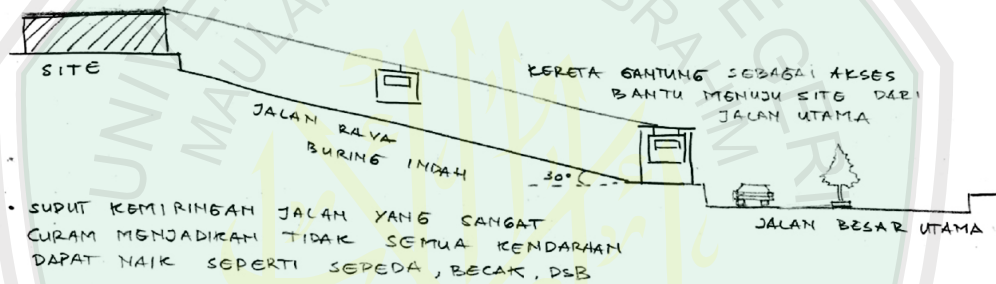 SITE
KERETA GANTUNG SEBAGAI AKSES
BANTU MENUJU SITE DARI
JALAN UTAMA
JALAN RAYA
BURING INDAH
30°
• SUDUT KEMIRINGAN JALAN YANG SANGAT
CURAM MENJADIKAN TIDAK SEMUA KENDARAAN
DAPAT NAIK SEPERTI SEPEDA, BECAK, DSB
JALAN BESAR UTAMA